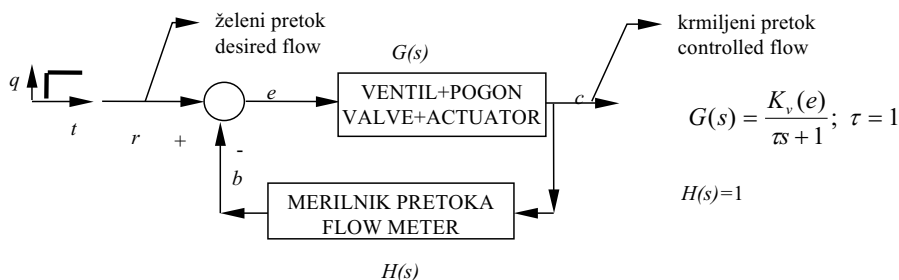 želeni pretok
desired flow
krmiljeni pretok
controlled flow
G(s)
q
t
r
+
-
e
VENTIL+POGON
VALVE+ACTUATOR
c
G(s) = K_v(e) / τs + 1 ; τ = 1
b
MERILNIK PRETOKA
FLOW METER
H(s)=1
H(s)